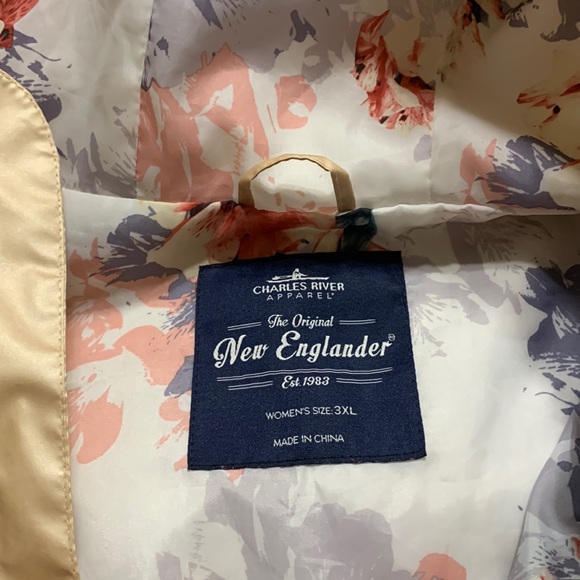 CHARLES RIVER
APPAREL®
The Original
New Englander®
Est. 1983
WOMEN'S SIZE: 3XL
MADE IN CHINA